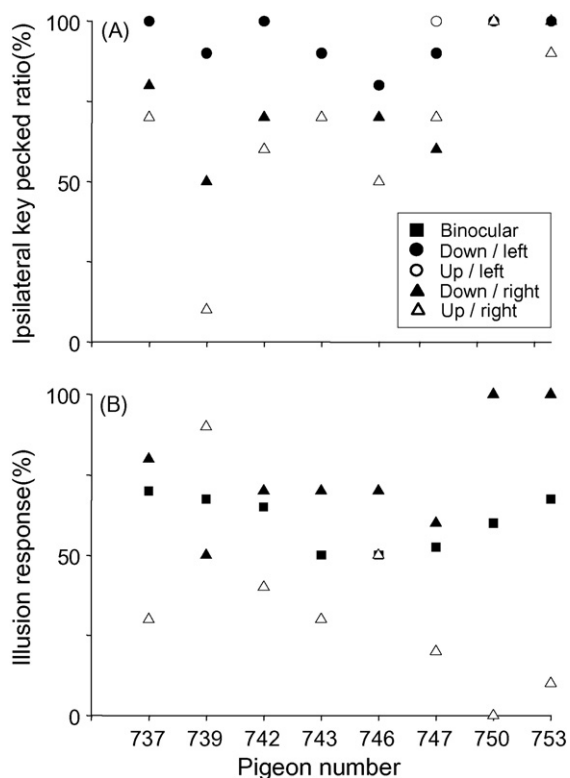 (A)
Ipsilateral key pecked ratio(%)
100
50
0
Binocular
Down / left
Up / left
Down / right
Up / right
(B)
Illusion response(%)
100
50
0
737 739 742 743 746 747 750 753
Pigeon number